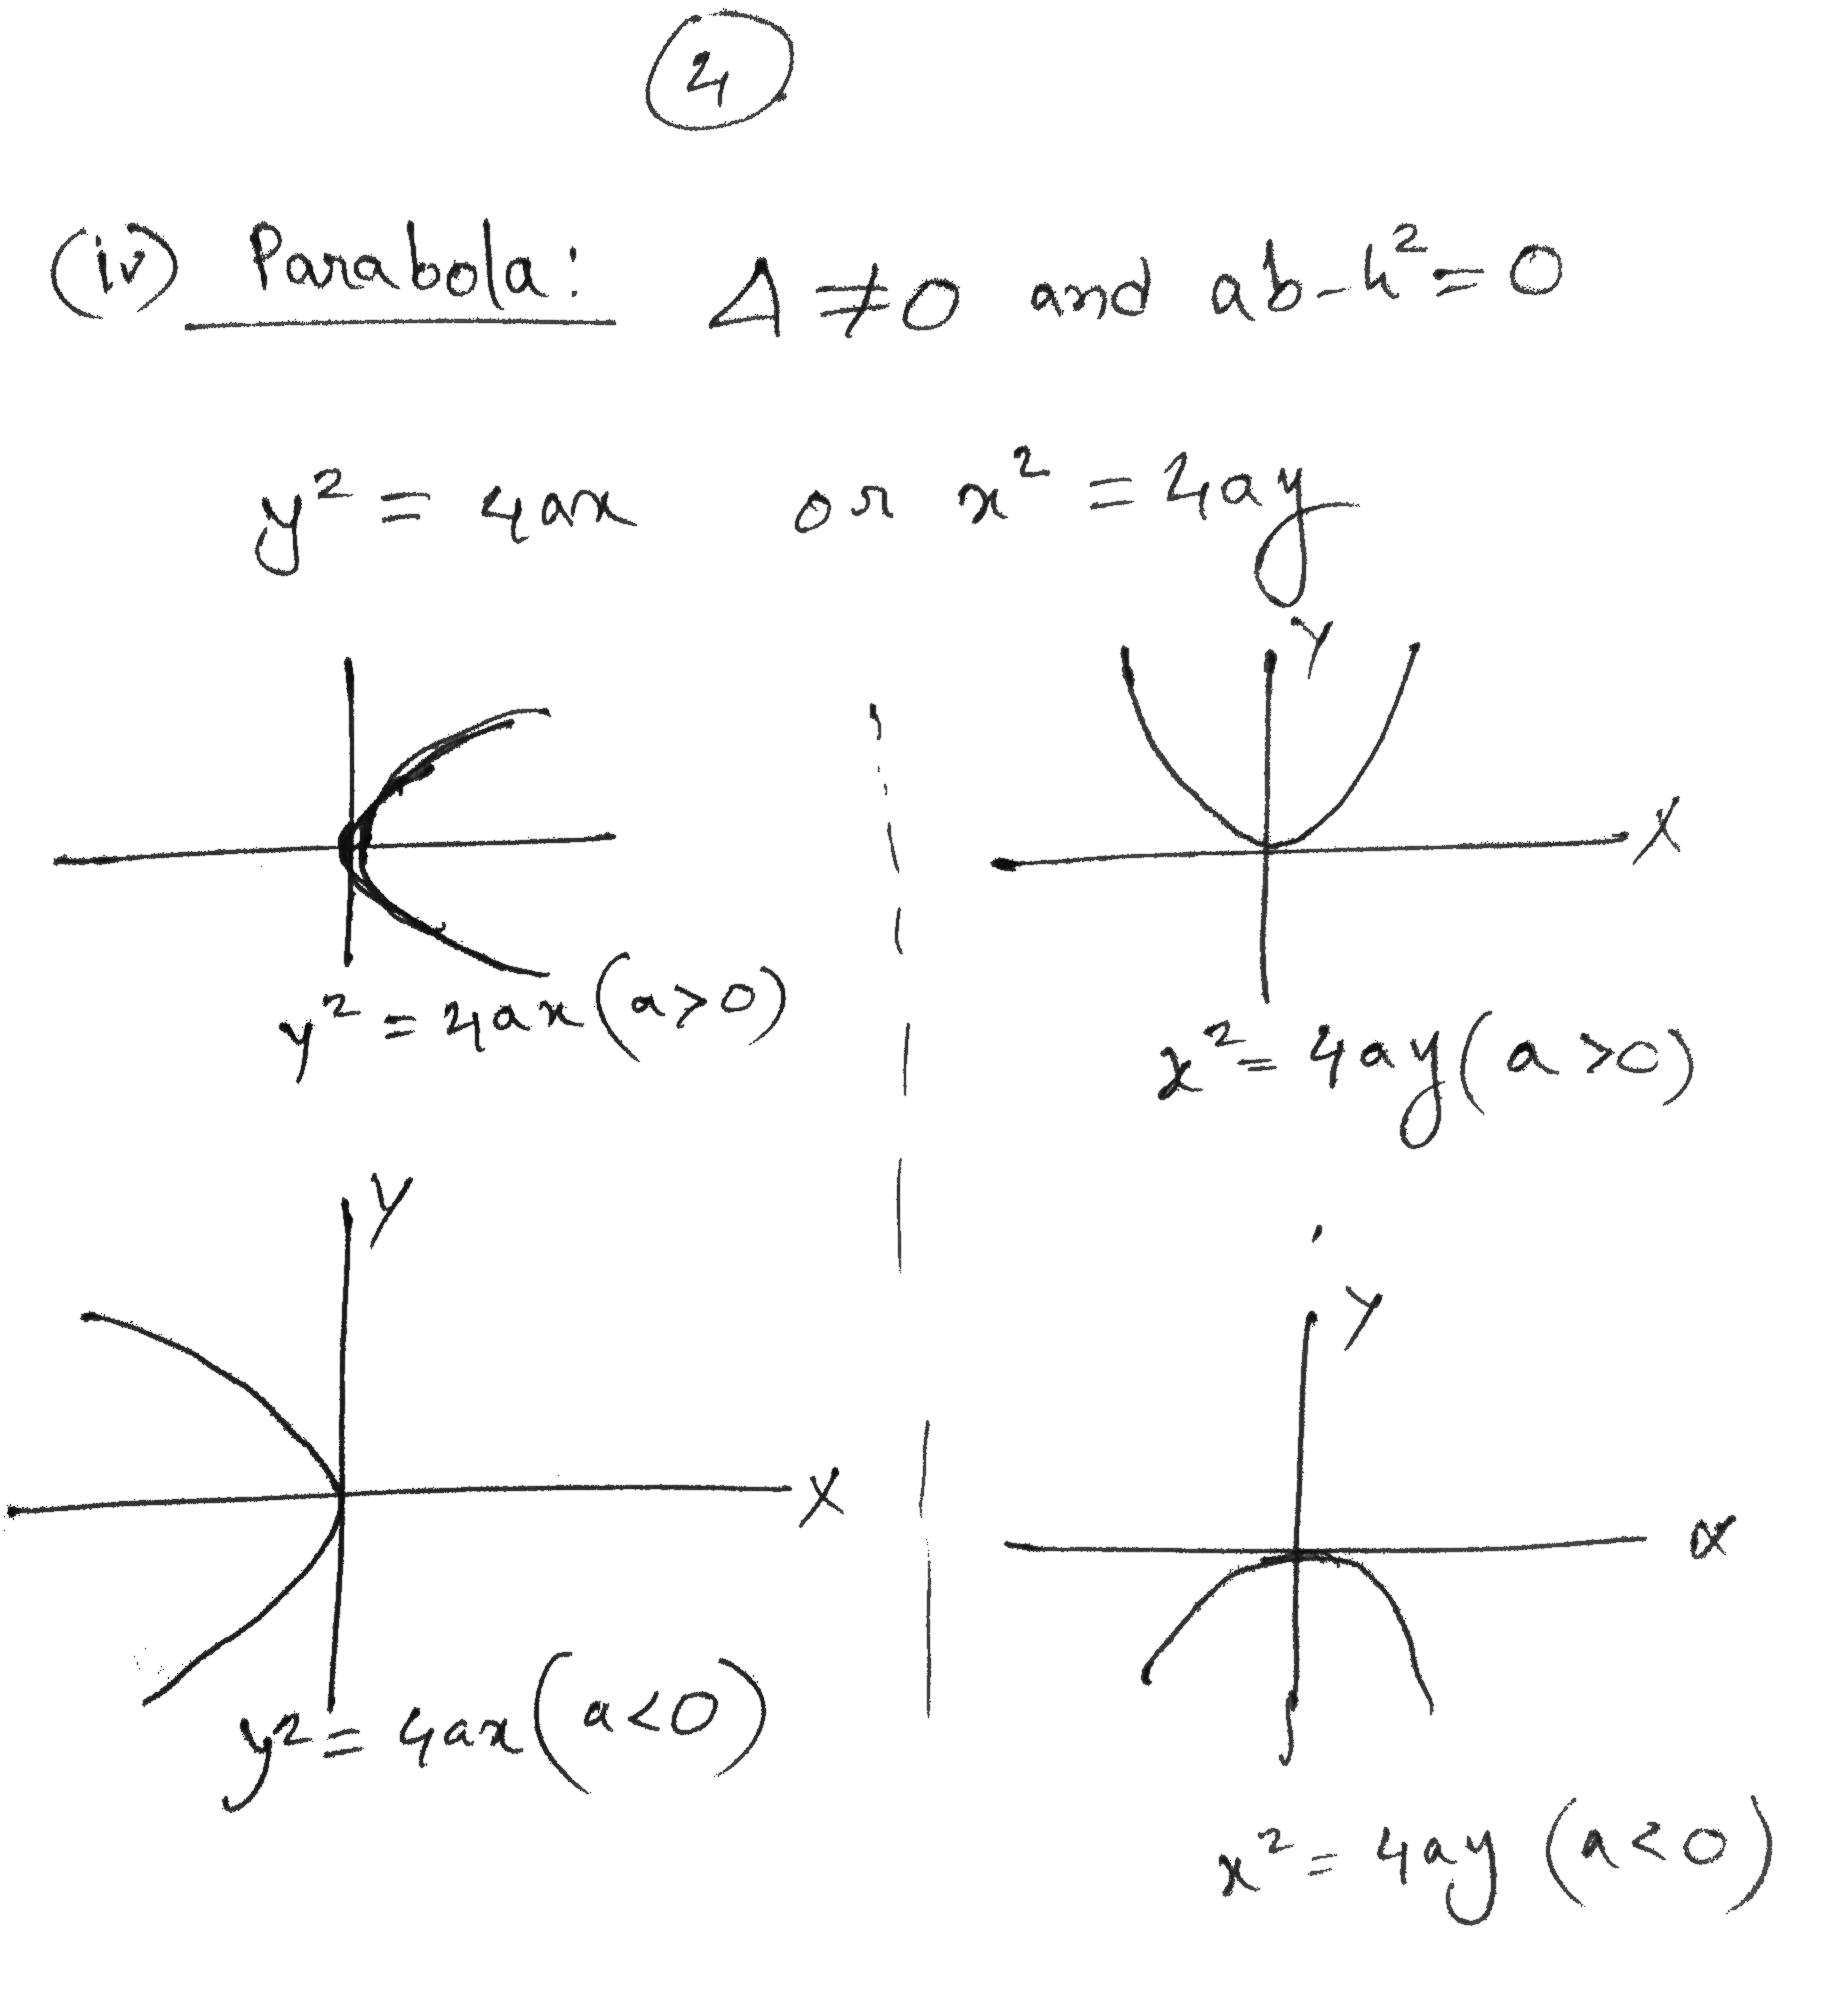 4
(iv) Parabola: Δ ≠ 0 and ab - h² = 0
y² = 4ax or x² = 4ay
Y
X
y² = 4ax (a > 0)
x² = 4ay (a > 0)
Y
X
Y
x
y² = 4ax (a < 0)
x² = 4ay (a < 0)